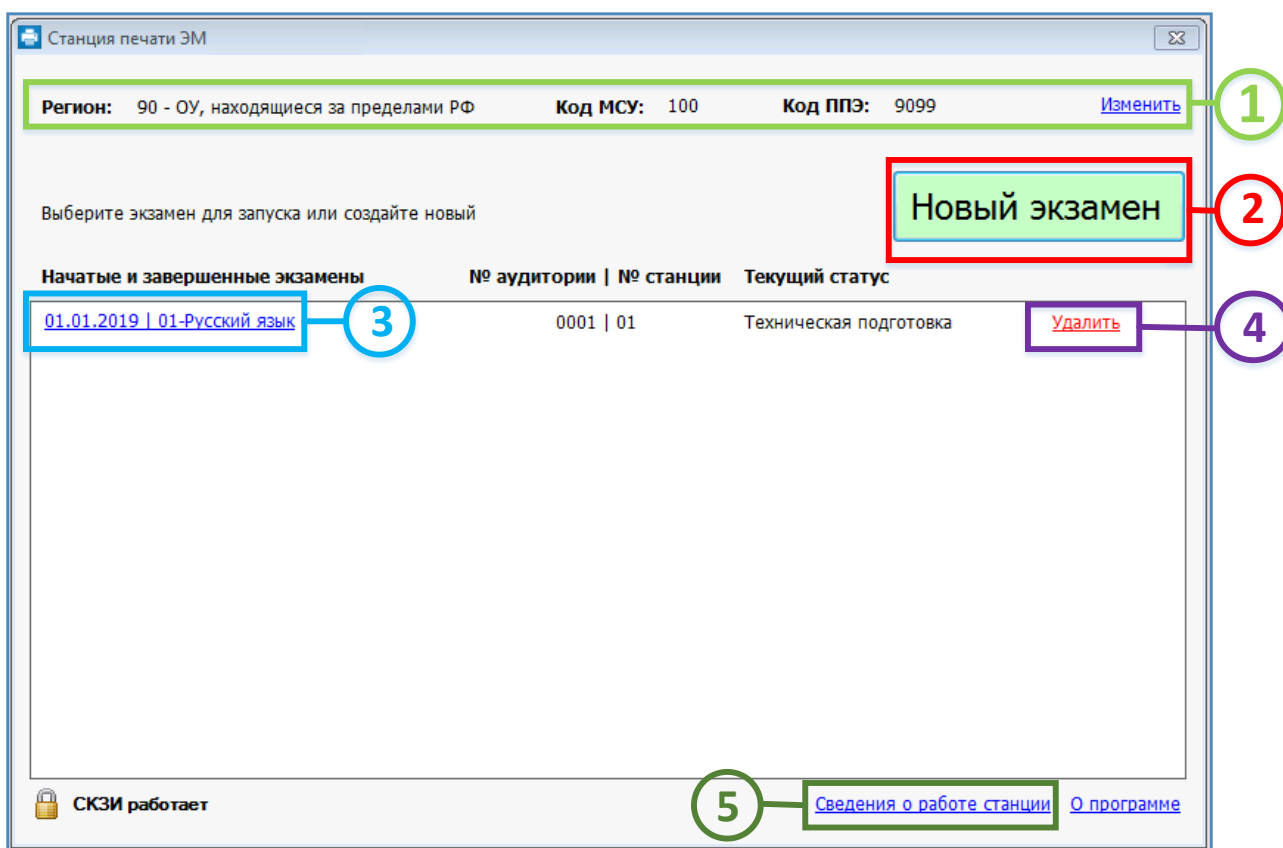 Станция печати ЭМ
Регион: 90 - ОУ, находящиеся за пределами РФ Код МСУ: 100 Код ППЭ: 9099 Изменить 1
Выберите экзамен для запуска или создайте новый Новый экзамен 2
Начатые и завершенные экзамены № аудитории | № станции Текущий статус
01.01.2019 | 01-Русский язык 3 0001 | 01 Техническая подготовка Удалить 4
СКЗИ работает 5 Сведения о работе станции О программе